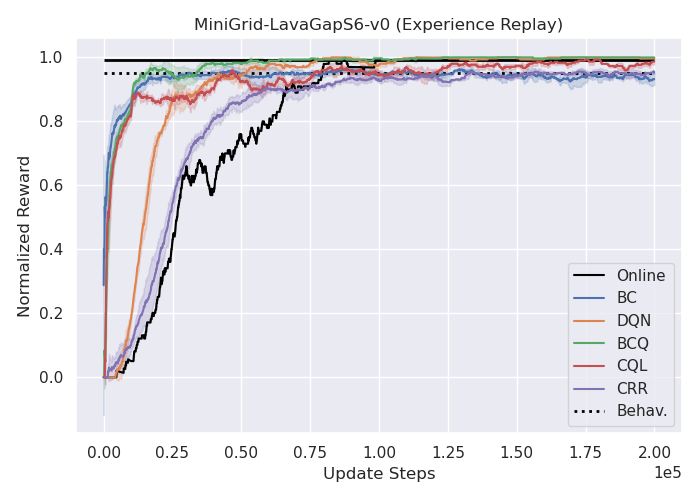 MiniGrid-LavaGapS6-v0 (Experience Replay)
Normalized Reward
1.0
0.8
0.6
0.4
0.2
0.0
Online
BC
DQN
BCQ
CQL
CRR
Behav.
0.00 0.25 0.50 0.75 1.00 1.25 1.50 1.75 2.00
1e5
Update Steps